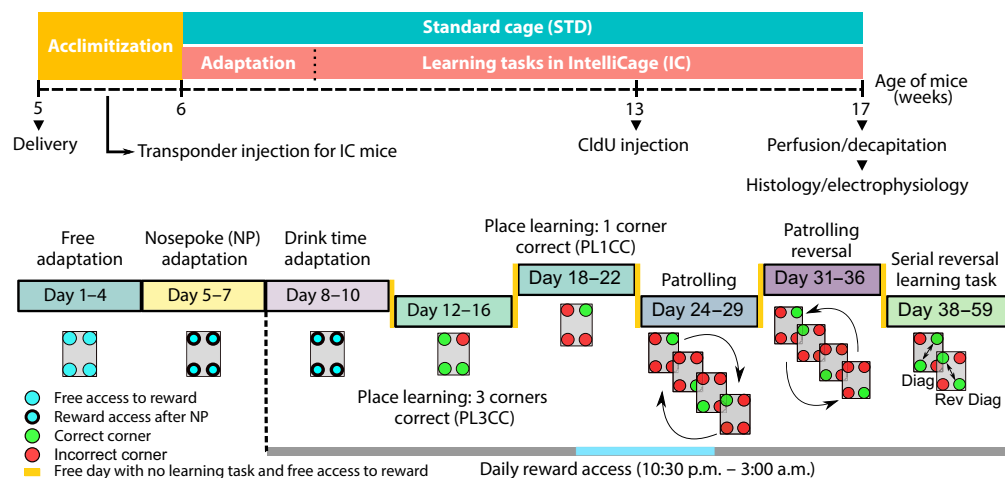 Acclimitization
Standard cage (STD)
Adaptation
Learning tasks in IntelliCage (IC)
Age of mice
(weeks)
5
6
13
17
Delivery
Transponder injection for IC mice
CldU injection
Perfusion/decapitation
Histology/electrophysiology
Free
adaptation
Nosepoke (NP)
adaptation
Drink time
adaptation
Place learning: 1 corner
correct (PL1CC)
Patrolling
Patrolling
reversal
Serial reversal
learning task
Day 1–4
Day 5–7
Day 8–10
Day 12–16
Day 18–22
Day 24–29
Day 31–36
Day 38–59
Place learning: 3 corners
correct (PL3CC)
Diag
Rev Diag
Free access to reward
Reward access after NP
Correct corner
Incorrect corner
Free day with no learning task and free access to reward
Daily reward access (10:30 p.m. – 3:00 a.m.)